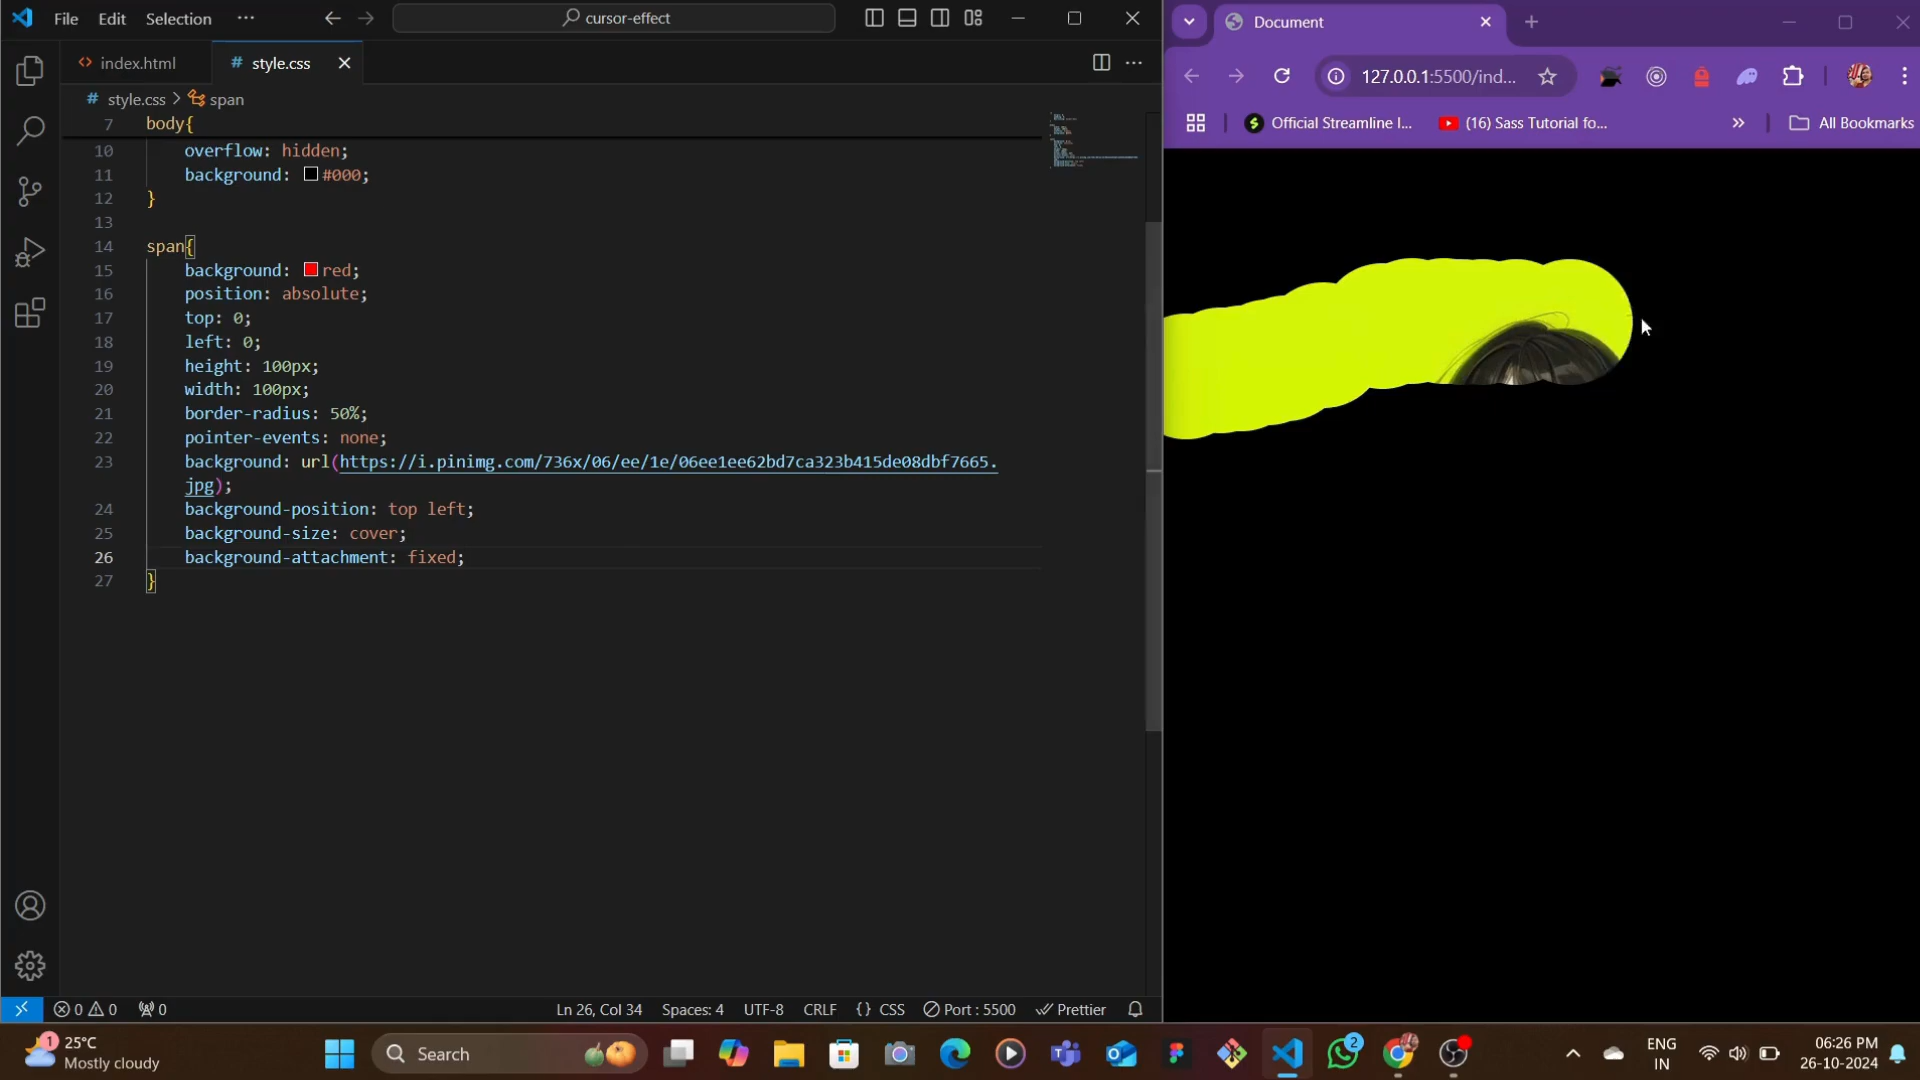 File Edit Selection ··· cursor-effect
index.html # style.css
# style.css > span
7 body{
10 overflow: hidden;
11 background: #000;
12 }
13
14 span{
15 background: red;
16 position: absolute;
17 top: 0;
18 left: 0;
19 height: 100px;
20 width: 100px;
21 border-radius: 50%;
22 pointer-events: none;
23 background: url(https://i.pinimg.com/736x/06/ee/1e/06ee1ee62bd7ca323b415de08dbf7665.
jpg);
24 background-position: top left;
25 background-size: cover;
26 background-attachment: fixed;
27 }
0 0 0 Ln 26, Col 34 Spaces: 4 UTF-8 CRLF {} CSS Port : 5500 Prettier
Document
127.0.0.1:5500/ind...
Official Streamline I... (16) Sass Tutorial fo... » All Bookmarks
1 25°C
Mostly cloudy
Search
2
ENG
IN
06:26 PM
26-10-2024